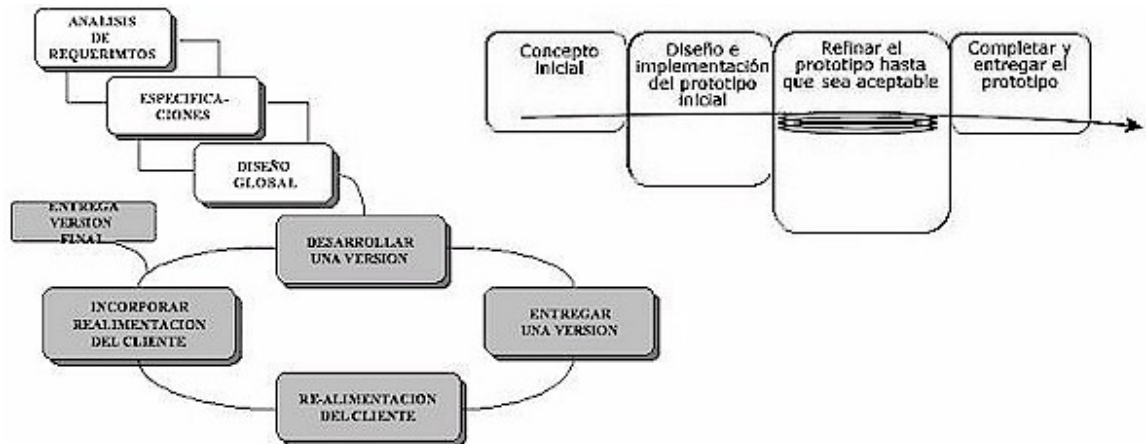 ANALISIS
DE
REQUERIMTOS
ESPECIFICA-
CIONES
DISEÑO
GLOBAL
ENTREGA
VERSION
FINAL
DESARROLLAR
UNA VERSION
INCORPORAR
REALIMENTACION
DEL CLIENTE
ENTREGAR
UNA VERSION
RE-ALIMENTACION
DEL CLIENTE
Concepto
inicial
Diseño e
implementación
del prototipo
inicial
Refinar el
prototipo hasta
que sea aceptable
Completar y
entregar el
prototipo